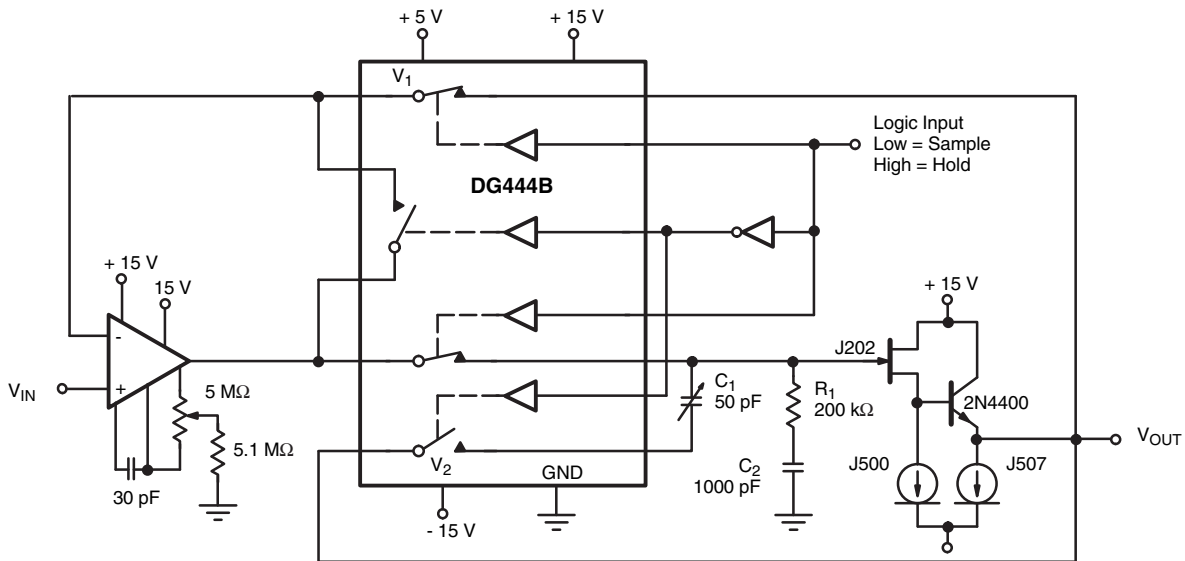 + 5 V
+ 15 V
V1
Logic Input
Low = Sample
High = Hold
DG444B
+ 15 V
15 V
+ 15 V
-
+
VIN
5 MΩ
5.1 MΩ
30 pF
J202
C1
50 pF
R1
200 kΩ
2N4400
VOUT
V2
GND
C2
1000 pF
J500
J507
- 15 V